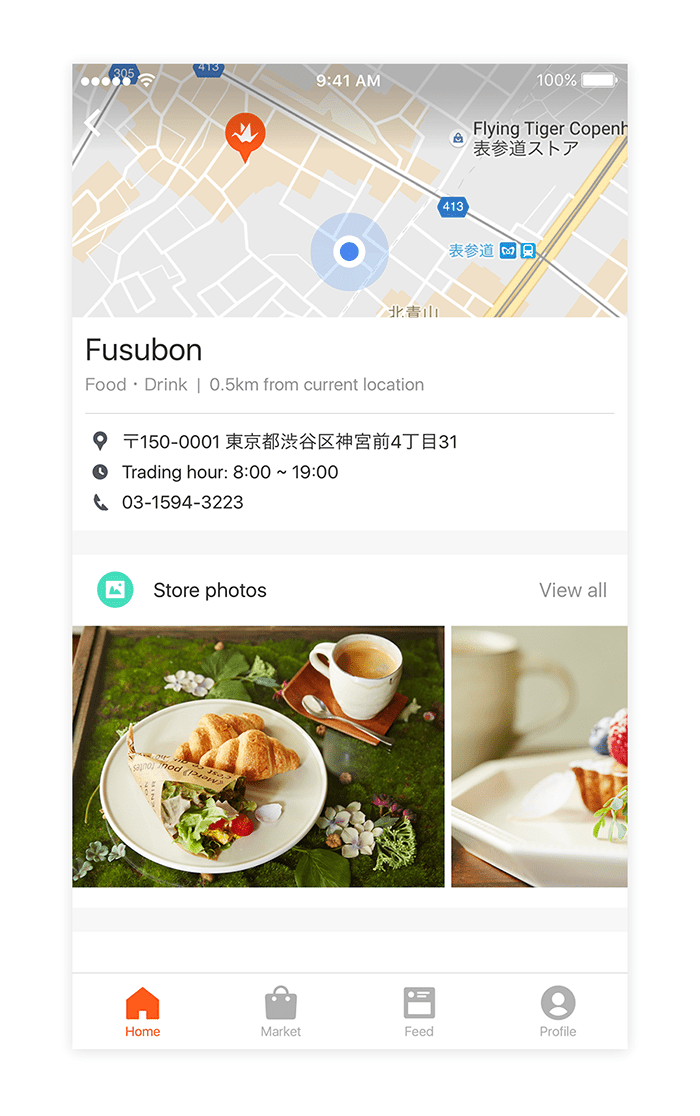 305
413
9:41 AM
100%
Flying Tiger Copenh
表参道ストア
413
表参道
北青山
Fusubon
Food・Drink | 0.5km from current location
〒150-0001 東京都渋谷区神宮前4丁目31
Trading hour: 8:00 ~ 19:00
03-1594-3223
Store photos
View all
Merci pour toutes
Home
Market
Feed
Profile